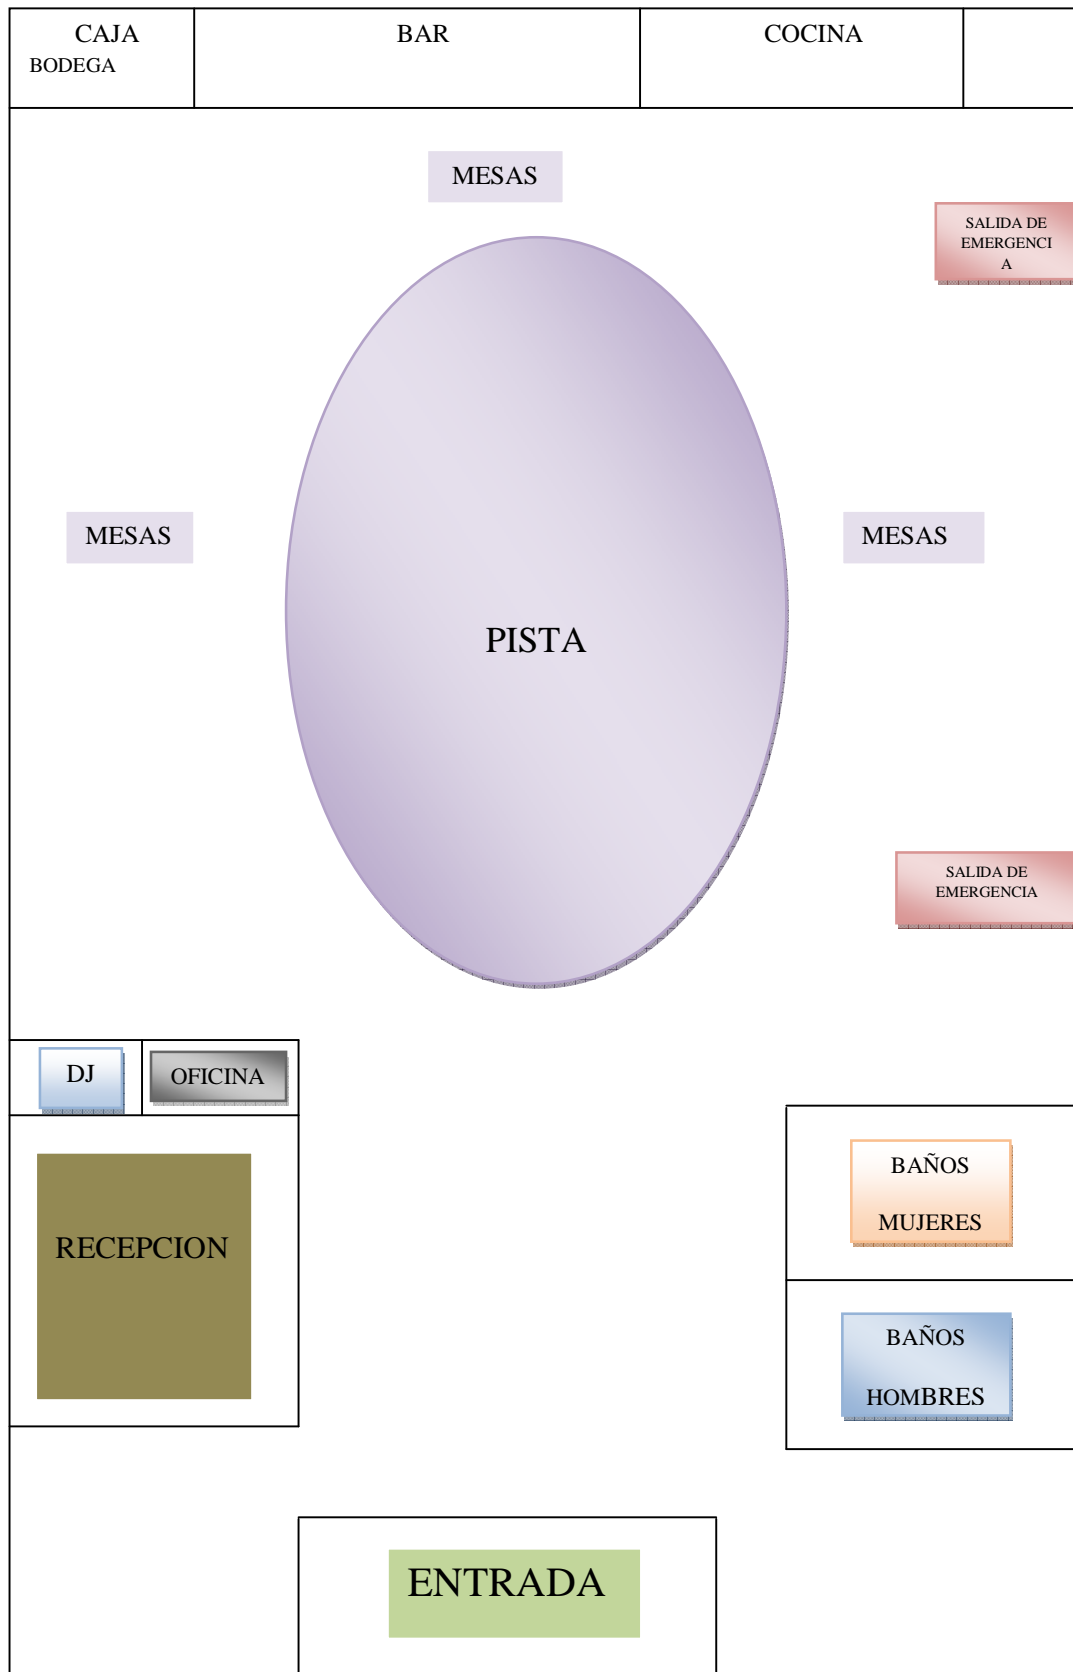 CAJA
BAR
COCINA
BODEGA
MESAS
SALIDA DE
EMERGENCI
A
MESAS
MESAS
PISTA
SALIDA DE
EMERGENCIA
DJ
OFICINA
BAÑOS
MUJERES
RECEPCION
BAÑOS
HOMBRES
ENTRADA